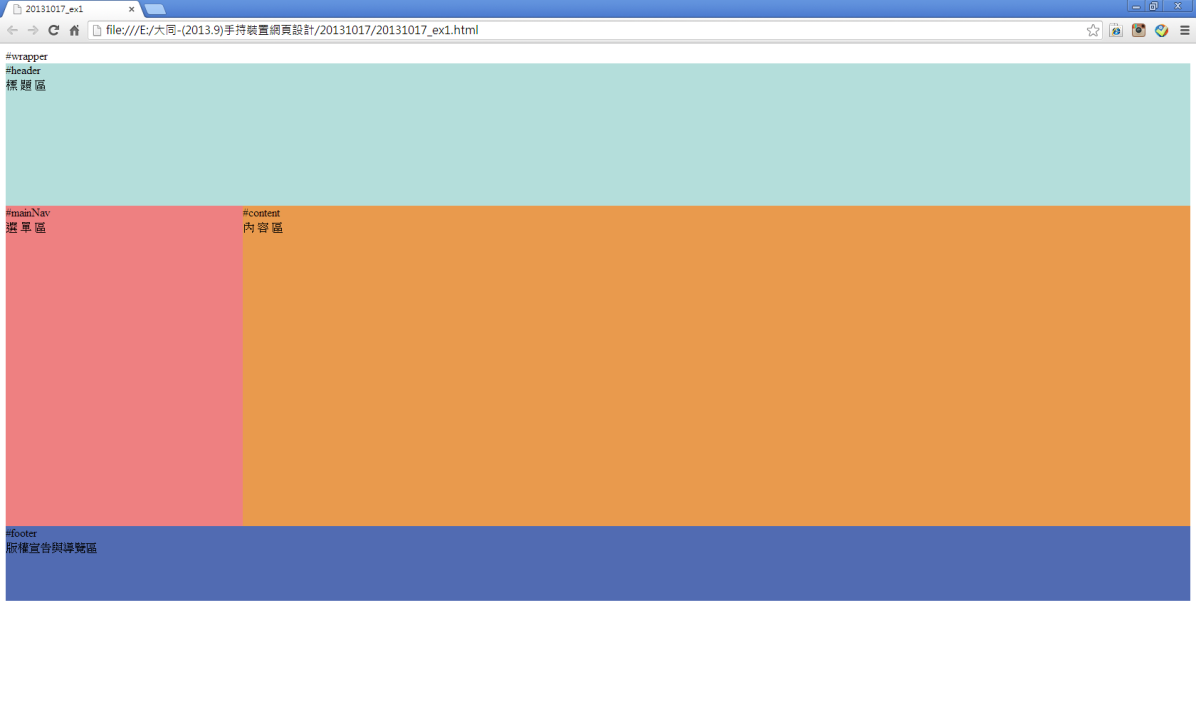 20131017_ex1
file:///E:/大同-(2013.9)手持裝置網頁設計/20131017/20131017_ex1.html
#wrapper
#header
標 題 區
#mainNav
選 單 區
#content
內 容 區
#footer
版權宣告與導覽區